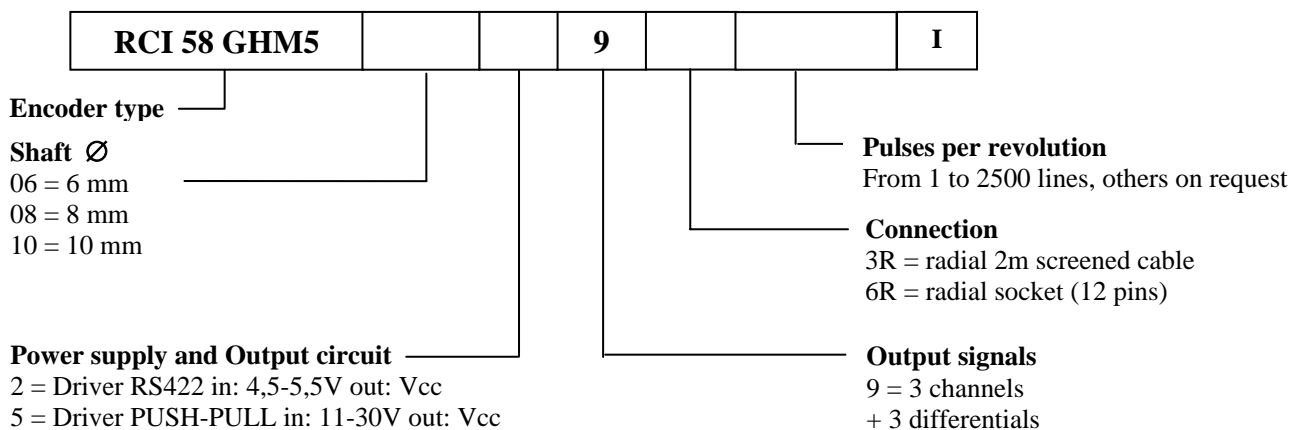 RCI 58 GHM5 9 I
Encoder type
Shaft Ø
06 = 6 mm
08 = 8 mm
10 = 10 mm
Pulses per revolution
From 1 to 2500 lines, others on request
Connection
3R = radial 2m screened cable
6R = radial socket (12 pins)
Power supply and Output circuit
2 = Driver RS422 in: 4,5-5,5V out: Vcc
5 = Driver PUSH-PULL in: 11-30V out: Vcc
Output signals
9 = 3 channels
+ 3 differentials